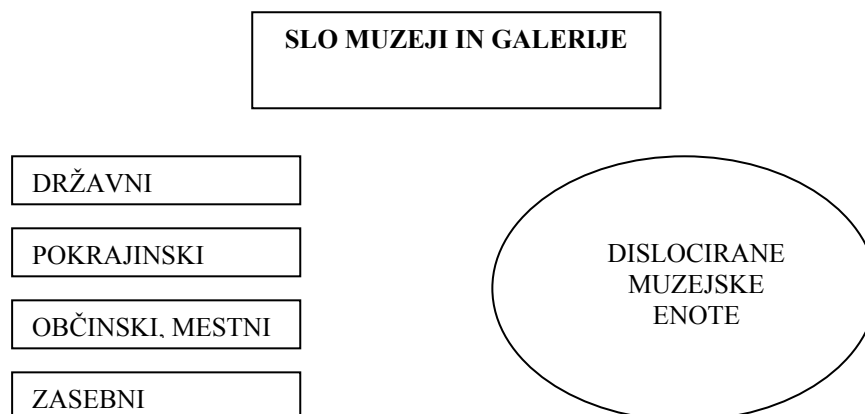 SLO MUZEJI IN GALERIJE
DRŽAVNI
POKRAJINSKI
OBČINSKI, MESTNI
ZASEBNI
DISLOCIRANE
MUZEJSKE
ENOTE